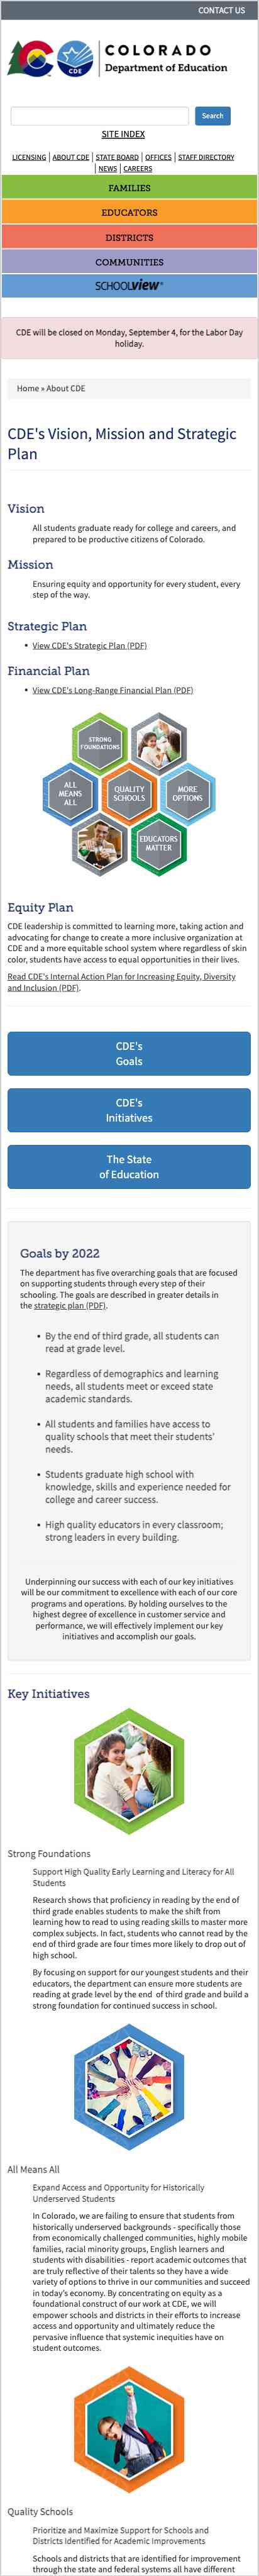 CONTACT US
CDE
COLORADO
Department of Education
Search
SITE INDEX
LICENSING | ABOUT CDE | STATE BOARD | OFFICES | STAFF DIRECTORY
| NEWS | CAREERS
FAMILIES
EDUCATORS
DISTRICTS
COMMUNITIES
SCHOOLVIEW®
CDE will be closed on Monday, September 4, for the Labor Day
holiday.
Home » About CDE
CDE's Vision, Mission and Strategic
Plan
Vision
All students graduate ready for college and careers, and
prepared to be productive citizens of Colorado.
Mission
Ensuring equity and opportunity for every student, every
step of the way.
Strategic Plan
• View CDE's Strategic Plan (PDF)
Financial Plan
• View CDE's Long-Range Financial Plan (PDF)
STRONG
FOUNDATIONS
ALL
MEANS
ALL
QUALITY
SCHOOLS
MORE
OPTIONS
EDUCATORS
MATTER
Equity Plan
CDE leadership is committed to learning more, taking action and
advocating for change to create a more inclusive organization at
CDE and a more equitable school system where regardless of skin
color, students have access to equal opportunities in their lives.
Read CDE's Internal Action Plan for Increasing Equity, Diversity
and Inclusion (PDF).
CDE's
Goals
CDE's
Initiatives
The State
of Education
Goals by 2022
The department has five overarching goals that are focused
on supporting students through every step of their
schooling. The goals are described in greater details in
the strategic plan (PDF).
• By the end of third grade, all students can
read at grade level.
• Regardless of demographics and learning
needs, all students meet or exceed state
academic standards.
• All students and families have access to
quality schools that meet their students'
needs.
• Students graduate high school with
knowledge, skills and experience needed for
college and career success.
• High quality educators in every classroom;
strong leaders in every building.
Underpinning our success with each of our key initiatives
will be our commitment to excellence with each of our core
programs and operations. By holding ourselves to the
highest degree of excellence in customer service and
performance, we will effectively implement our key
initiatives and accomplish our goals.
Key Initiatives
Strong Foundations
Support High Quality Early Learning and Literacy for All
Students
Research shows that proficiency in reading by the end of
third grade enables students to make the shift from
learning how to read to using reading skills to master more
complex subjects. In fact, students who cannot read by the
end of third grade are four times more likely to drop out of
high school.
By focusing on support for our youngest students and their
educators, the department can ensure more students are
reading at grade level by the end of third grade and build a
strong foundation for continued success in school.
All Means All
Expand Access and Opportunity for Historically
Underserved Students
In Colorado, we are failing to ensure that students from
historically underserved backgrounds - specifically those
from economically challenged communities, highly mobile
families, racial minority groups, English learners and
students with disabilities - report academic outcomes that
are truly reflective of their talents so they have a wide
variety of options to thrive in our communities and succeed
in today's economy. By concentrating on equity as a
foundational construct of our work at CDE, we will
empower schools and districts in their efforts to increase
access and opportunity and ultimately reduce the
pervasive influence that systemic inequities have on
student outcomes.
Quality Schools
Prioritize and Maximize Support for Schools and
Districts Identified for Academic Improvements
Schools and districts that are identified for improvement
through the state and federal systems all have different